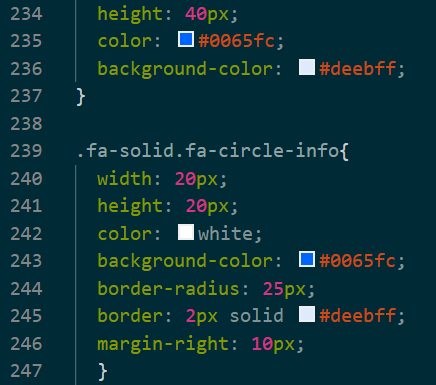 234 height: 40px;
235 color: #0065fc;
236 background-color: #deebff;
237 }
238
239 .fa-solid.fa-circle-info{
240 width: 20px;
241 height: 20px;
242 color: white;
243 background-color: #0065fc;
244 border-radius: 25px;
245 border: 2px solid #deebff;
246 margin-right: 10px;
247 }